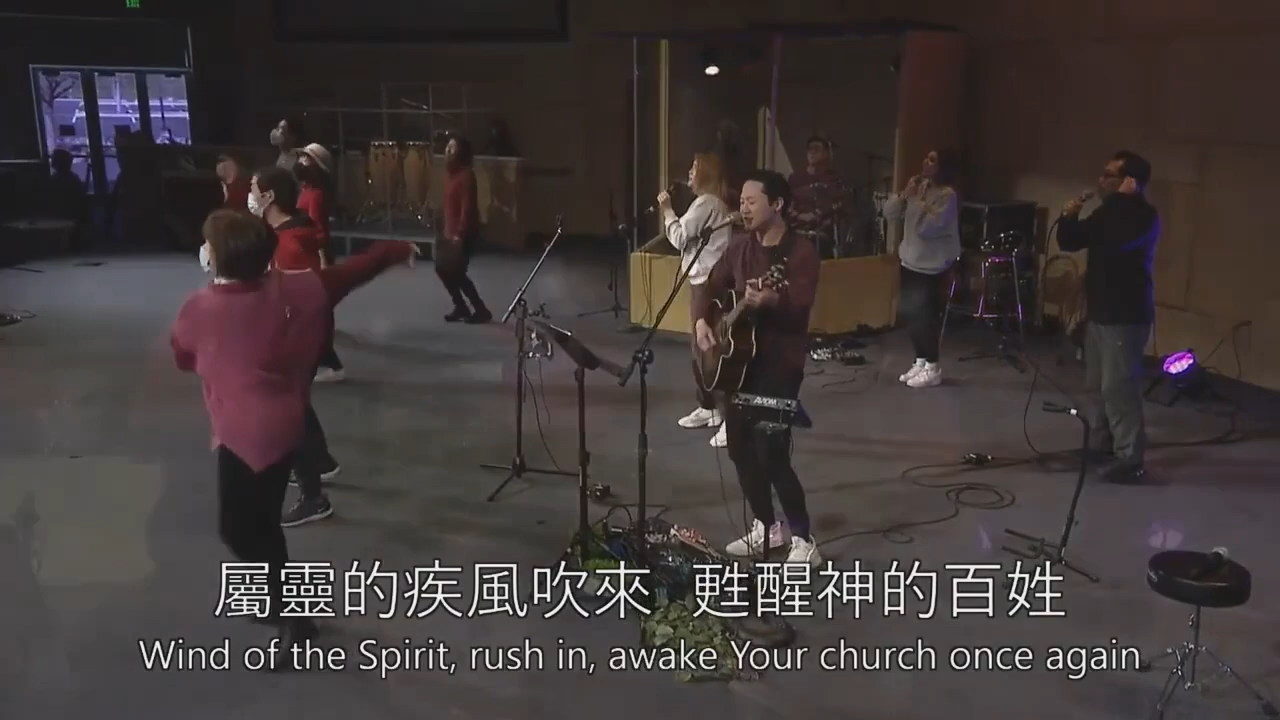 屬靈的疾風吹來 甦醒神的百姓
Wind of the Spirit, rush in, awake Your church once again